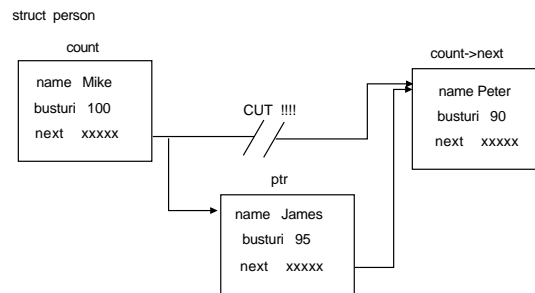 struct person
count
name Mike
busturi 100
next xxxxx
CUT !!!!
count->next
name Peter
busturi 90
next xxxxx
ptr
name James
busturi 95
next xxxxx